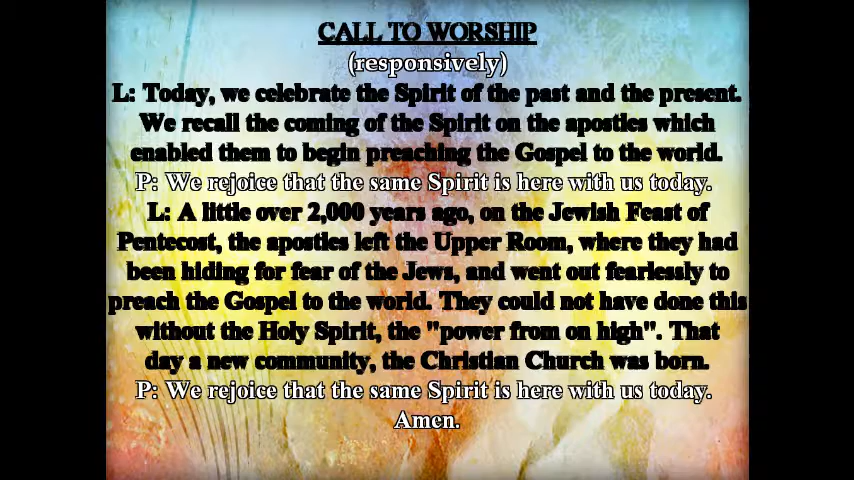 CALL TO WORSHIP
(responsively)
L: Today, we celebrate the Spirit of the past and the present.
We recall the coming of the Spirit on the apostles which
enabled them to begin preaching the Gospel to the world.
P: We rejoice that the same Spirit is here with us today.
L: A little over 2,000 years ago, on the Jewish Feast of
Pentecost, the apostles left the Upper Room, where they had
been hiding for fear of the Jews, and went out fearlessly to
preach the Gospel to the world. They could not have done this
without the Holy Spirit, the "power from on high". That
day a new community, the Christian Church was born.
P: We rejoice that the same Spirit is here with us today.
Amen.